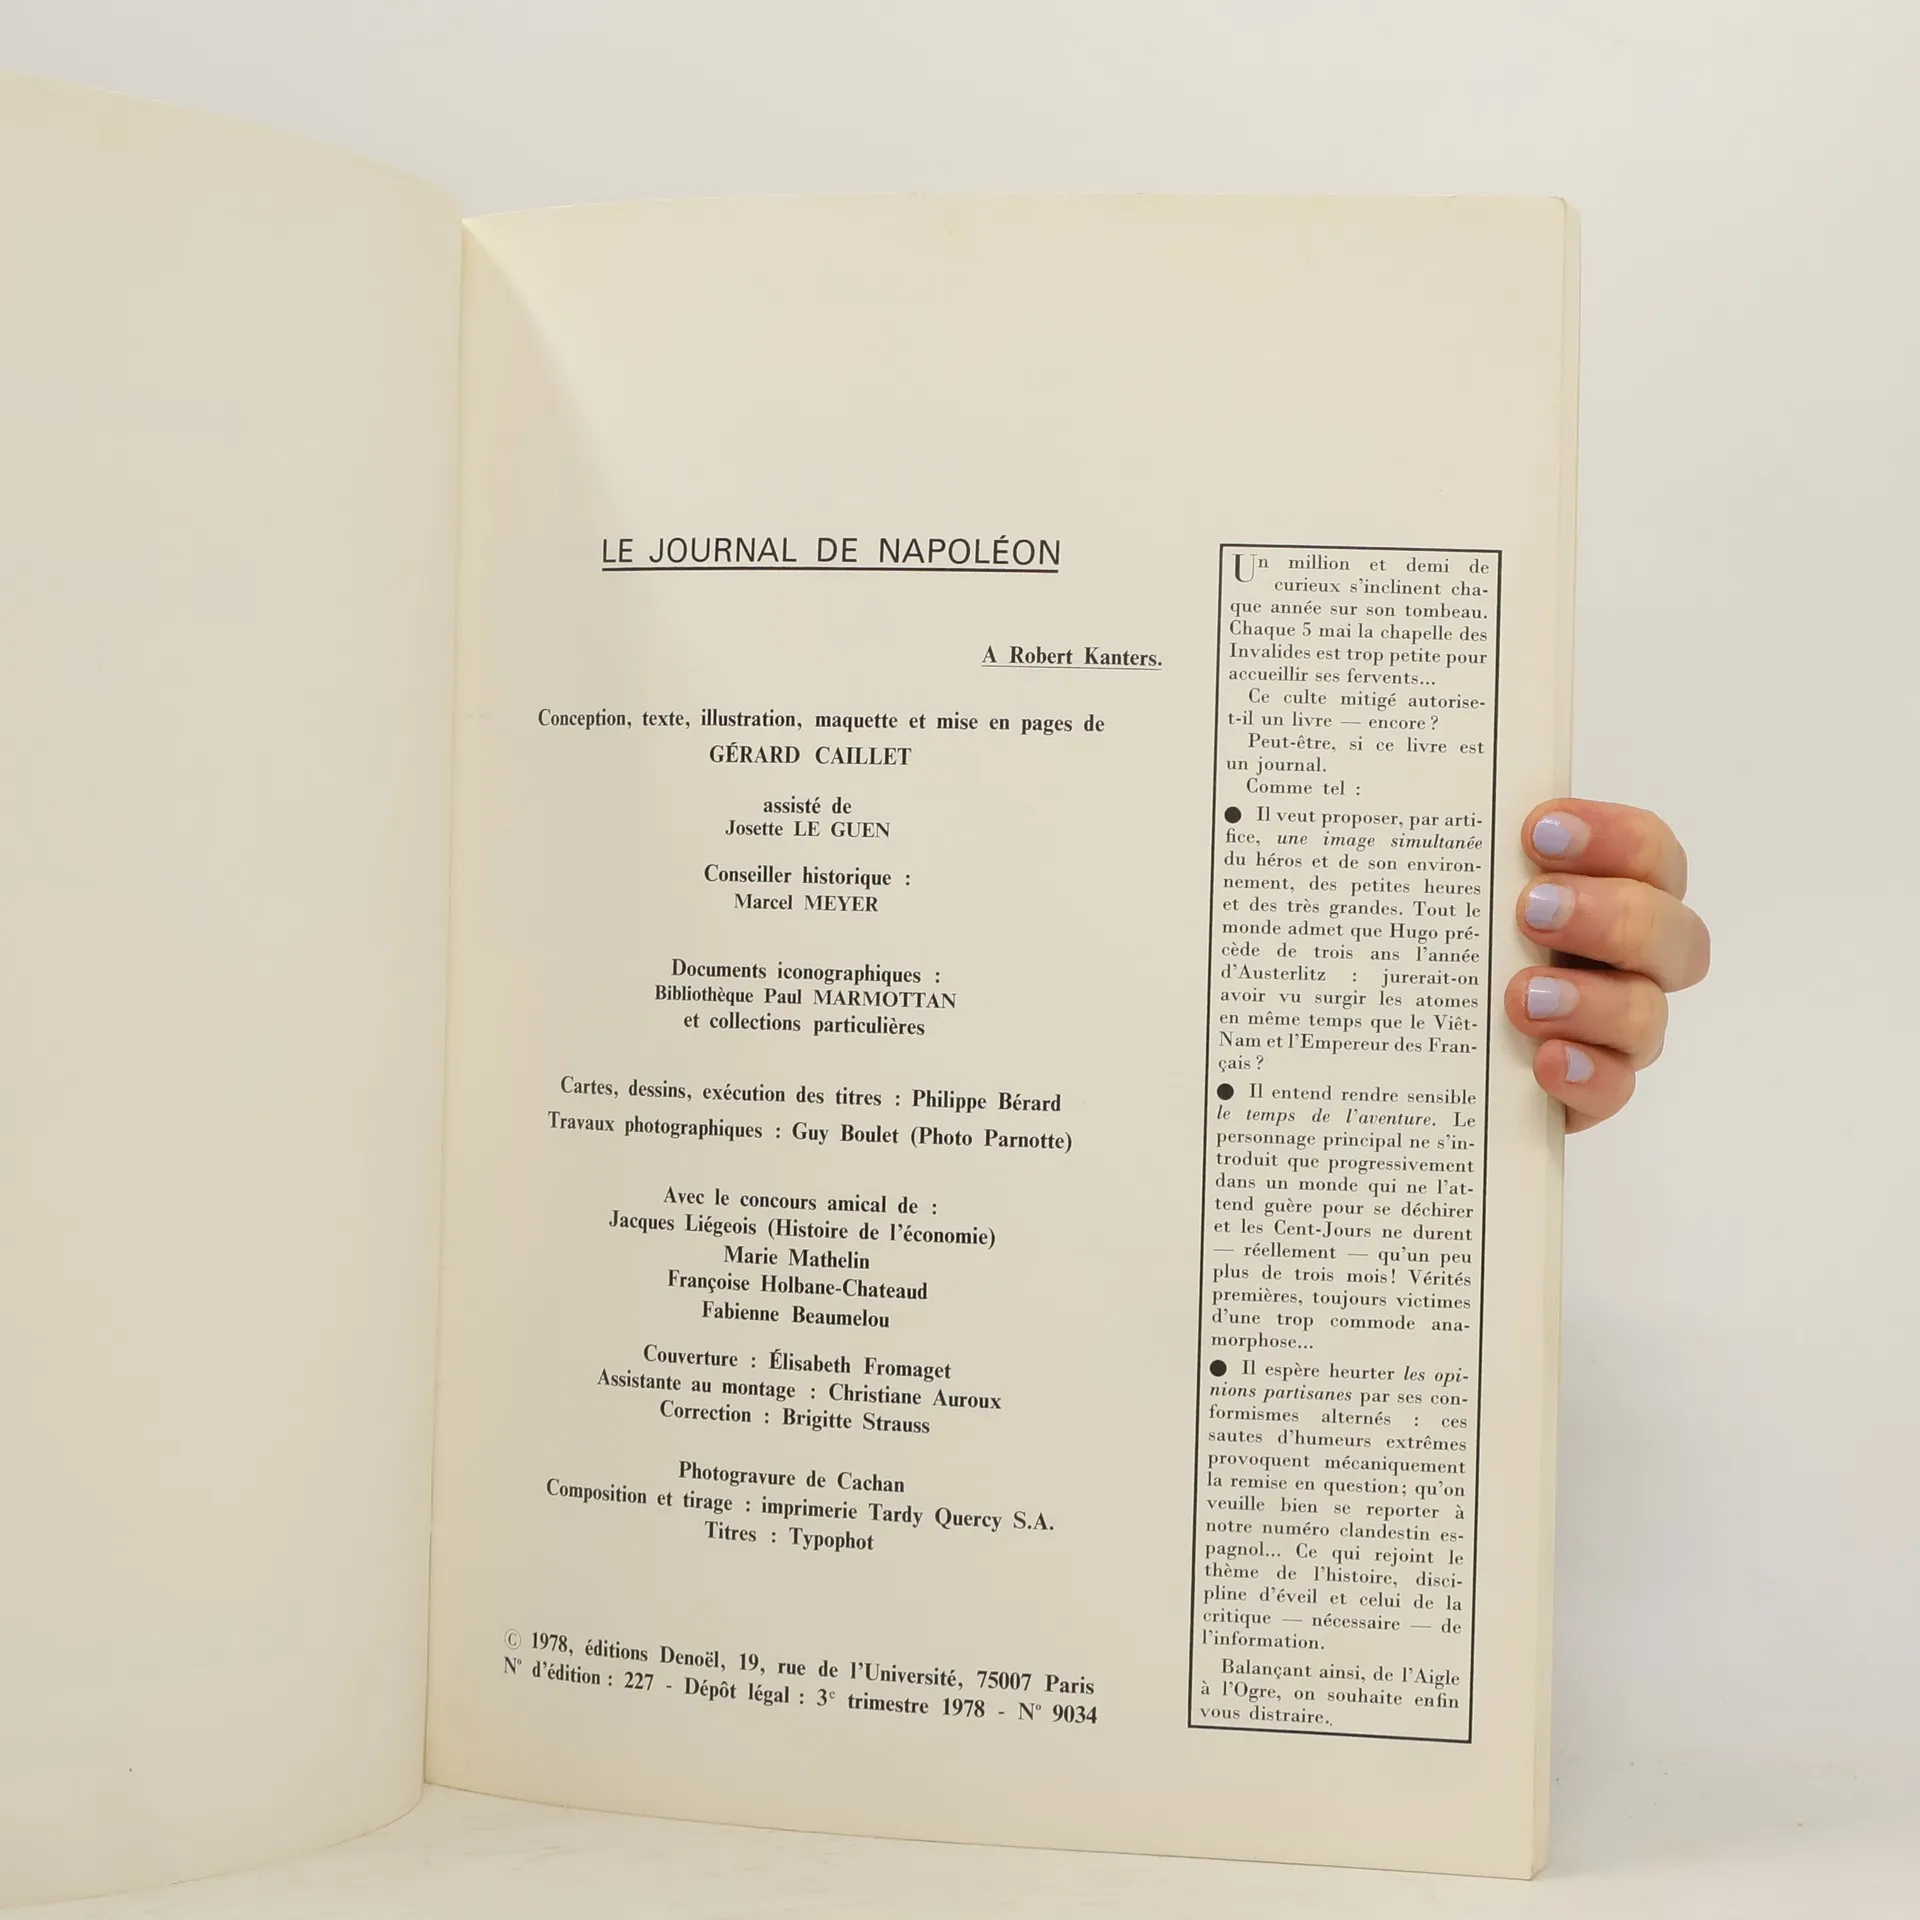 LE JOURNAL DE NAPOLÉON
A Robert Kanters.
Conception, texte, illustration, maquette et mise en pages de
GÉRARD CAILLET
assisté de
Josette LE GUEN
Conseiller historique :
Marcel MEYER
Documents iconographiques :
Bibliothèque Paul MARMOTTAN
et collections particulières
Cartes, dessins, exécution des titres : Philippe Bérard
Travaux photographiques : Guy Boulet (Photo Parnotte)
Avec le concours amical de :
Jacques Liégeois (Histoire de l'économie)
Marie Mathelin
Françoise Holbane-Chateaud
Fabienne Beaumelou
Couverture : Élisabeth Fromaget
Assistante au montage : Christiane Auroux
Correction : Brigitte Strauss
Photogravure de Cachan
Composition et tirage : imprimerie Tardy Quercy S.A.
Titres : Typophot
© 1978, éditions Denoël, 19, rue de l'Université, 75007 Paris
N° d'édition : 227 - Dépôt légal : 3e trimestre 1978 - N° 9034
Un million et demi de
curieux s'inclinent cha-
que année sur son tombeau.
Chaque 5 mai la chapelle des
Invalides est trop petite pour
accueillir ses fervents...
Ce culte mitigé autorise-
t-il un livre — encore ?
Peut-être, si ce livre est
un journal.
Comme tel :
● Il veut proposer, par arti-
fice, une image simultanée
du héros et de son environ-
nement, des petites heures
et des très grandes. Tout le
monde admet que Hugo pré-
cède de trois ans l'année
d'Austerlitz : jurerait-on
avoir vu surgir les atomes
en même temps que le Viêt-
Nam et l'Empereur des Fran-
çais ?
● Il entend rendre sensible
le temps de l'aventure. Le
personnage principal ne s'in-
troduit que progressivement
dans un monde qui ne l'at-
tend guère pour se déchirer
et les Cent-Jours ne durent
— réellement — qu'un peu
plus de trois mois! Vérités
premières, toujours victimes
d'une trop commode ana-
morphose...
● Il espère heurter les opi-
nions partisanes par ses con-
formismes alternés : ces
sautes d'humeurs extrêmes
provoquent mécaniquement
la remise en question; qu'on
veuille bien se reporter à
notre numéro clandestin es-
pagnol... Ce qui rejoint le
thème de l'histoire, disci-
pline d'éveil et celui de la
critique — nécessaire — de
l'information.
Balançant ainsi, de l'Aigle
à l'Ogre, on souhaite enfin
vous distraire.